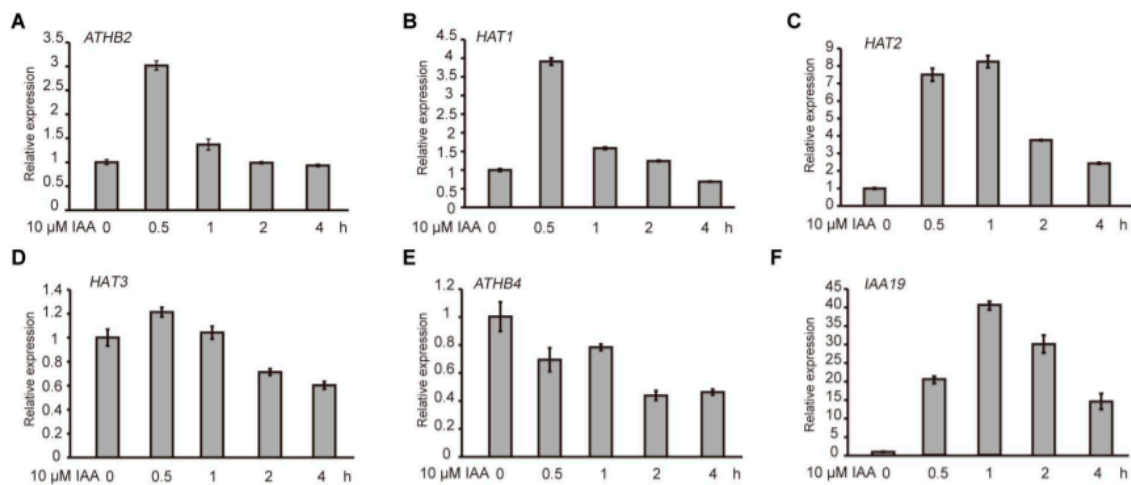 A
ATHB2
Relative expression
3.5
3
2.5
2
1.5
1
0.5
0
10 µM IAA 0 0.5 1 2 4 h
B
HAT1
Relative expression
4.5
4
3.5
3
2.5
2
1.5
1
0.5
0
10 µM IAA 0 0.5 1 2 4 h
C
HAT2
Relative expression
8
6
4
2
1
0
10 µM IAA 0 0.5 1 2 4 h
D
HAT3
Relative expression
1.4
1.2
1
0.8
0.6
0.4
0.2
0
10 µM IAA 0 0.5 1 2 4 h
E
ATHB4
Relative expression
1.2
1
0.8
0.6
0.4
0.2
0
10 µM IAA 0 0.5 1 2 4 h
F
IAA19
Relative expression
45
40
35
30
25
20
15
10
5
0
10 µM IAA 0 0.5 1 2 4 h